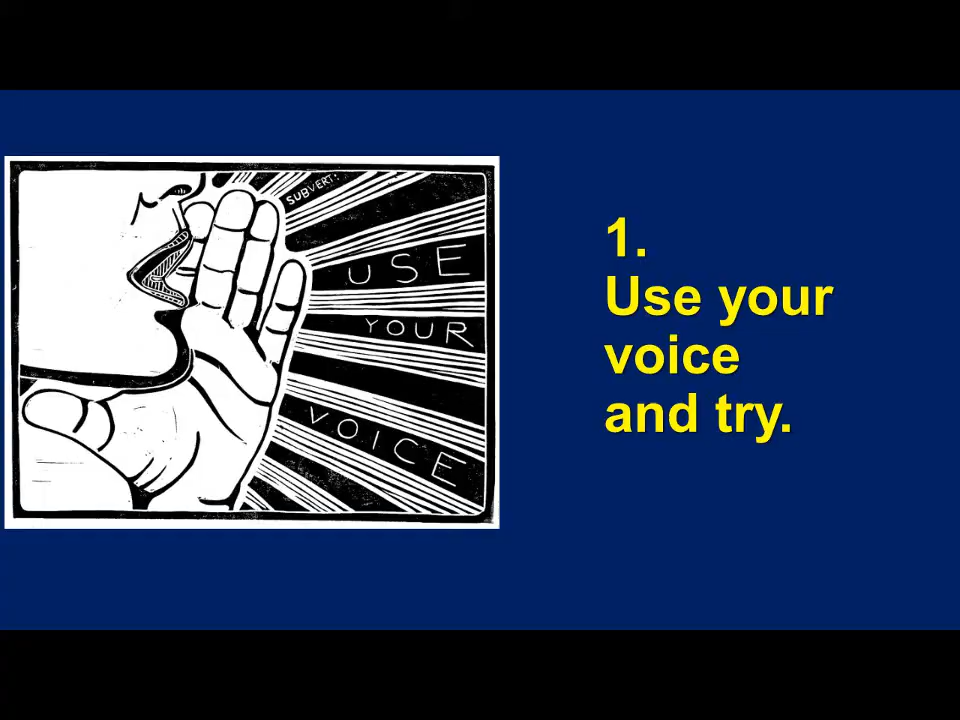 SUBVERT:
USE
YOUR
VOICE
1.
Use your
voice
and try.